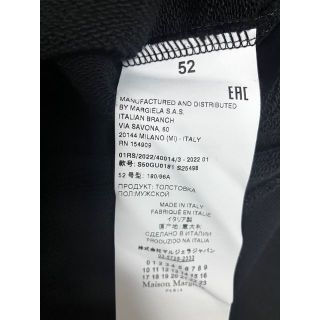 52
EAC
MANUFACTURED AND DISTRIBUTED
BY MARGIELA S.A.S.
ITALIAN BRANCH
VIA SAVONA, 60
20144 MILANO (MI) - ITALY
RN 154909
01RS/2022/40014/3 - 2022 01
款号: S50GU0181 S25498
52 号型: 180/96A
ПРОДУКТ: ТОЛСТОВКА
ПОЛ:МУЖСКОЙ
MADE IN ITALY
FABRIQUÉ EN ITALIE
イタリア製
原产地: 意大利
СДЕЛАНО В ИТАЛИИ
PRODUZIDO NA ITALIA
株式会社マルジェラジャパン
0 1 2 3
4 5 6 7 8 9
10 11 12 13 14 15 16
17 18 19 20 21 22 23
Maison
PARIS